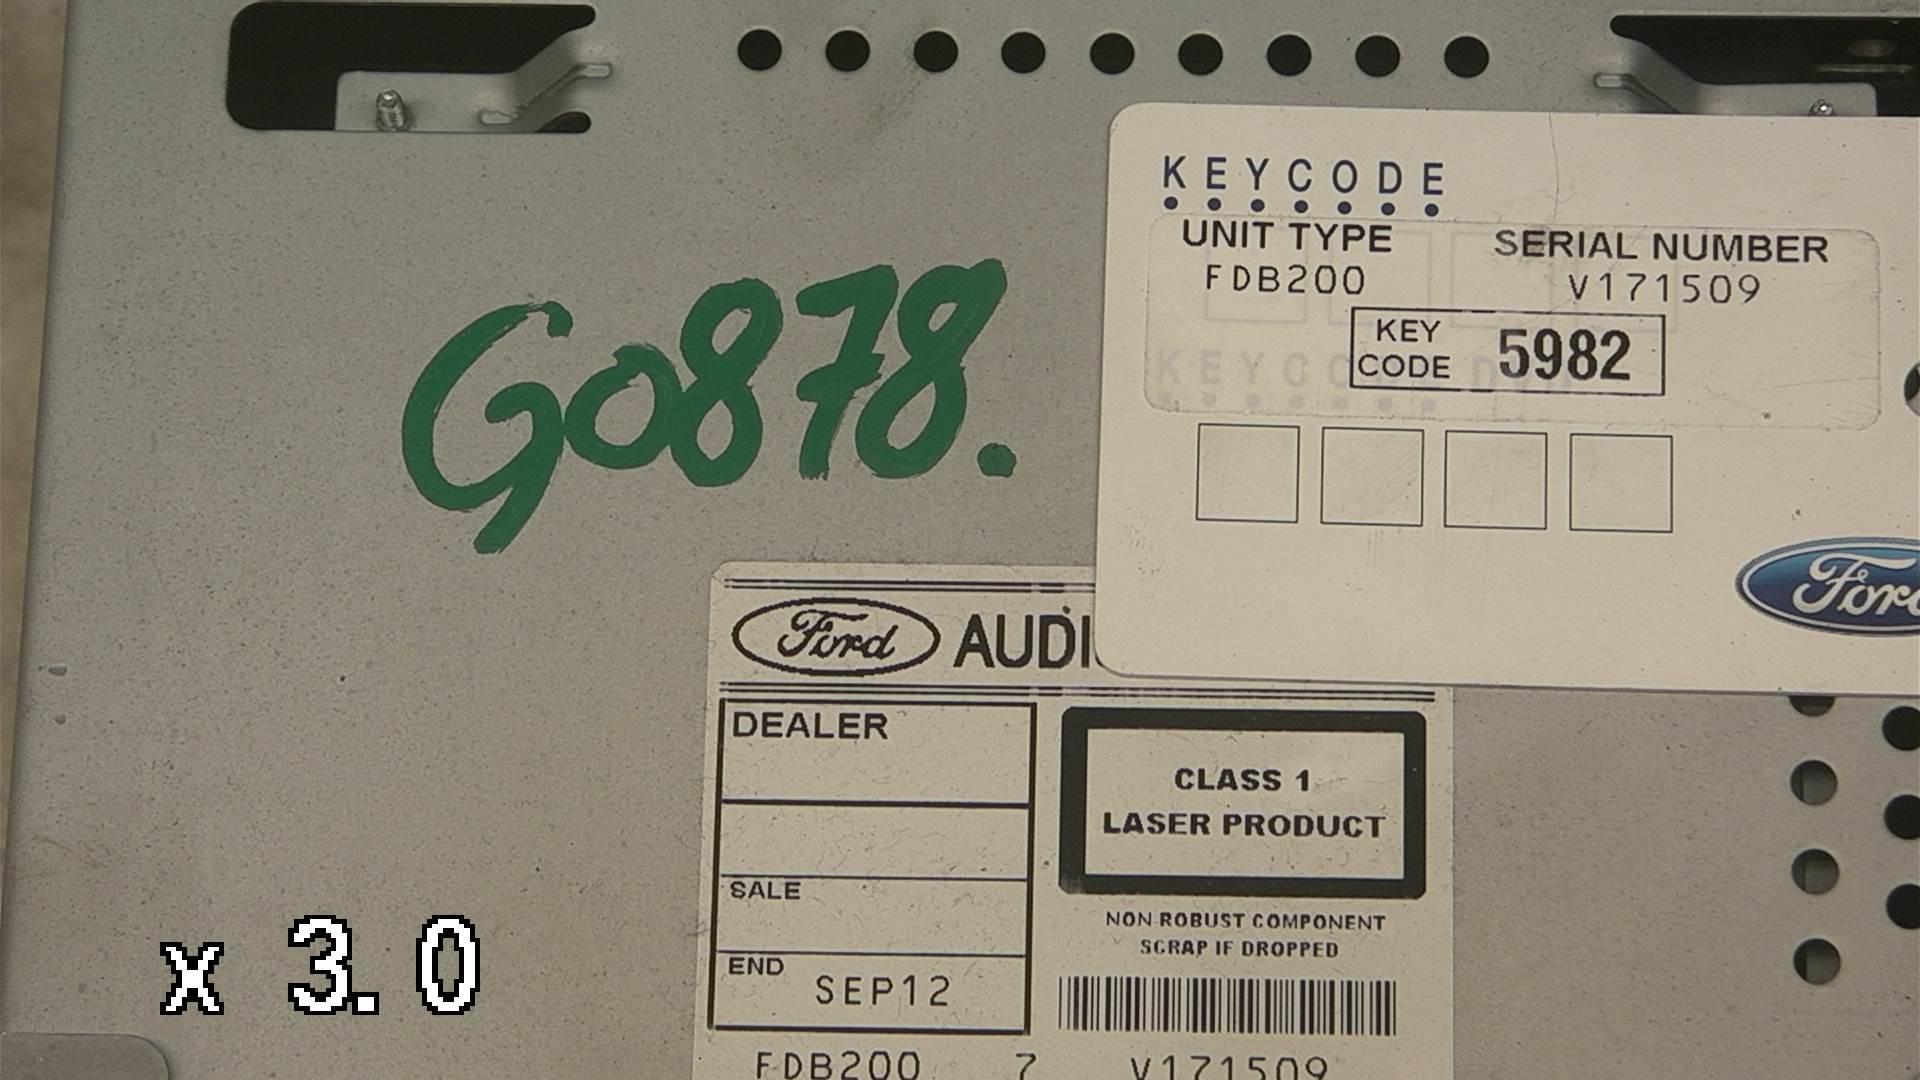 KEYCODE
UNIT TYPE SERIAL NUMBER
FDB200 V171509
KEY CODE 5982
KEYCODE
G0878.
Ford
Ford AUDI
DEALER
CLASS 1
LASER PRODUCT
SALE
NON-ROBUST COMPONENT
SCRAP IF DROPPED
END SEP12
FDB200 7 V171509
x 3.0